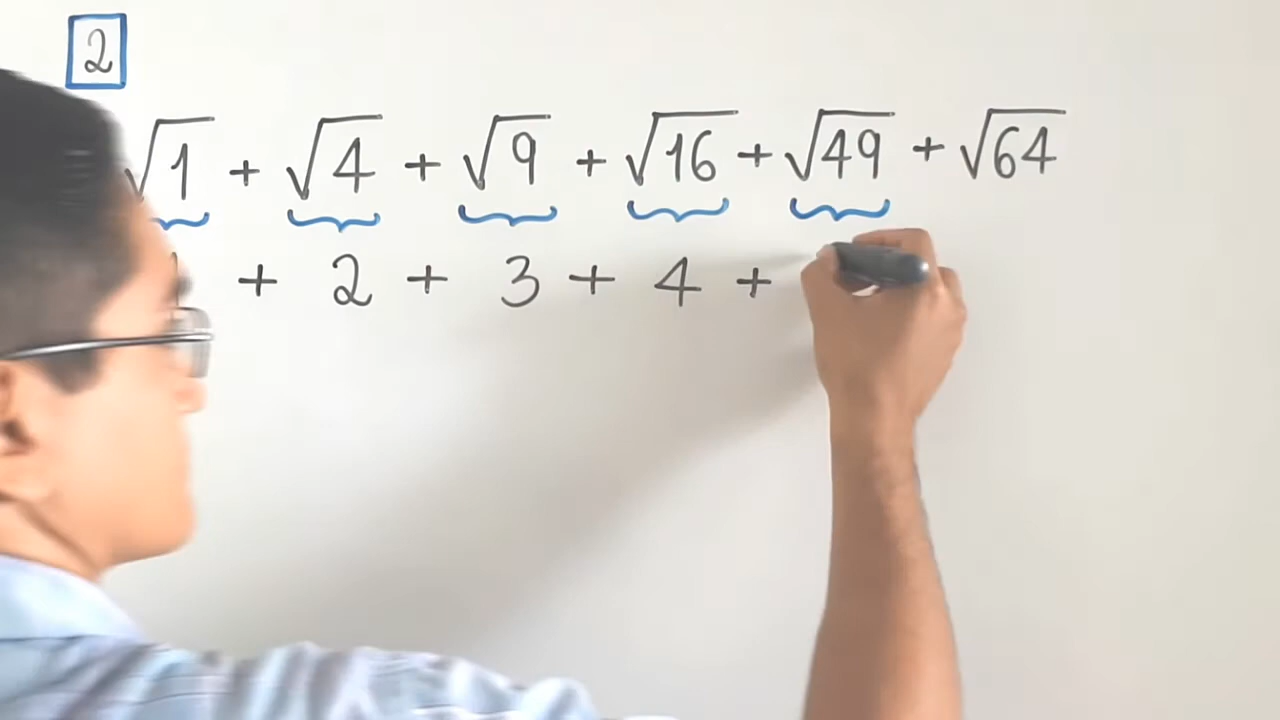 2
√1 + √4 + √9 + √16 + √49 + √64
+ 2 + 3 + 4 +